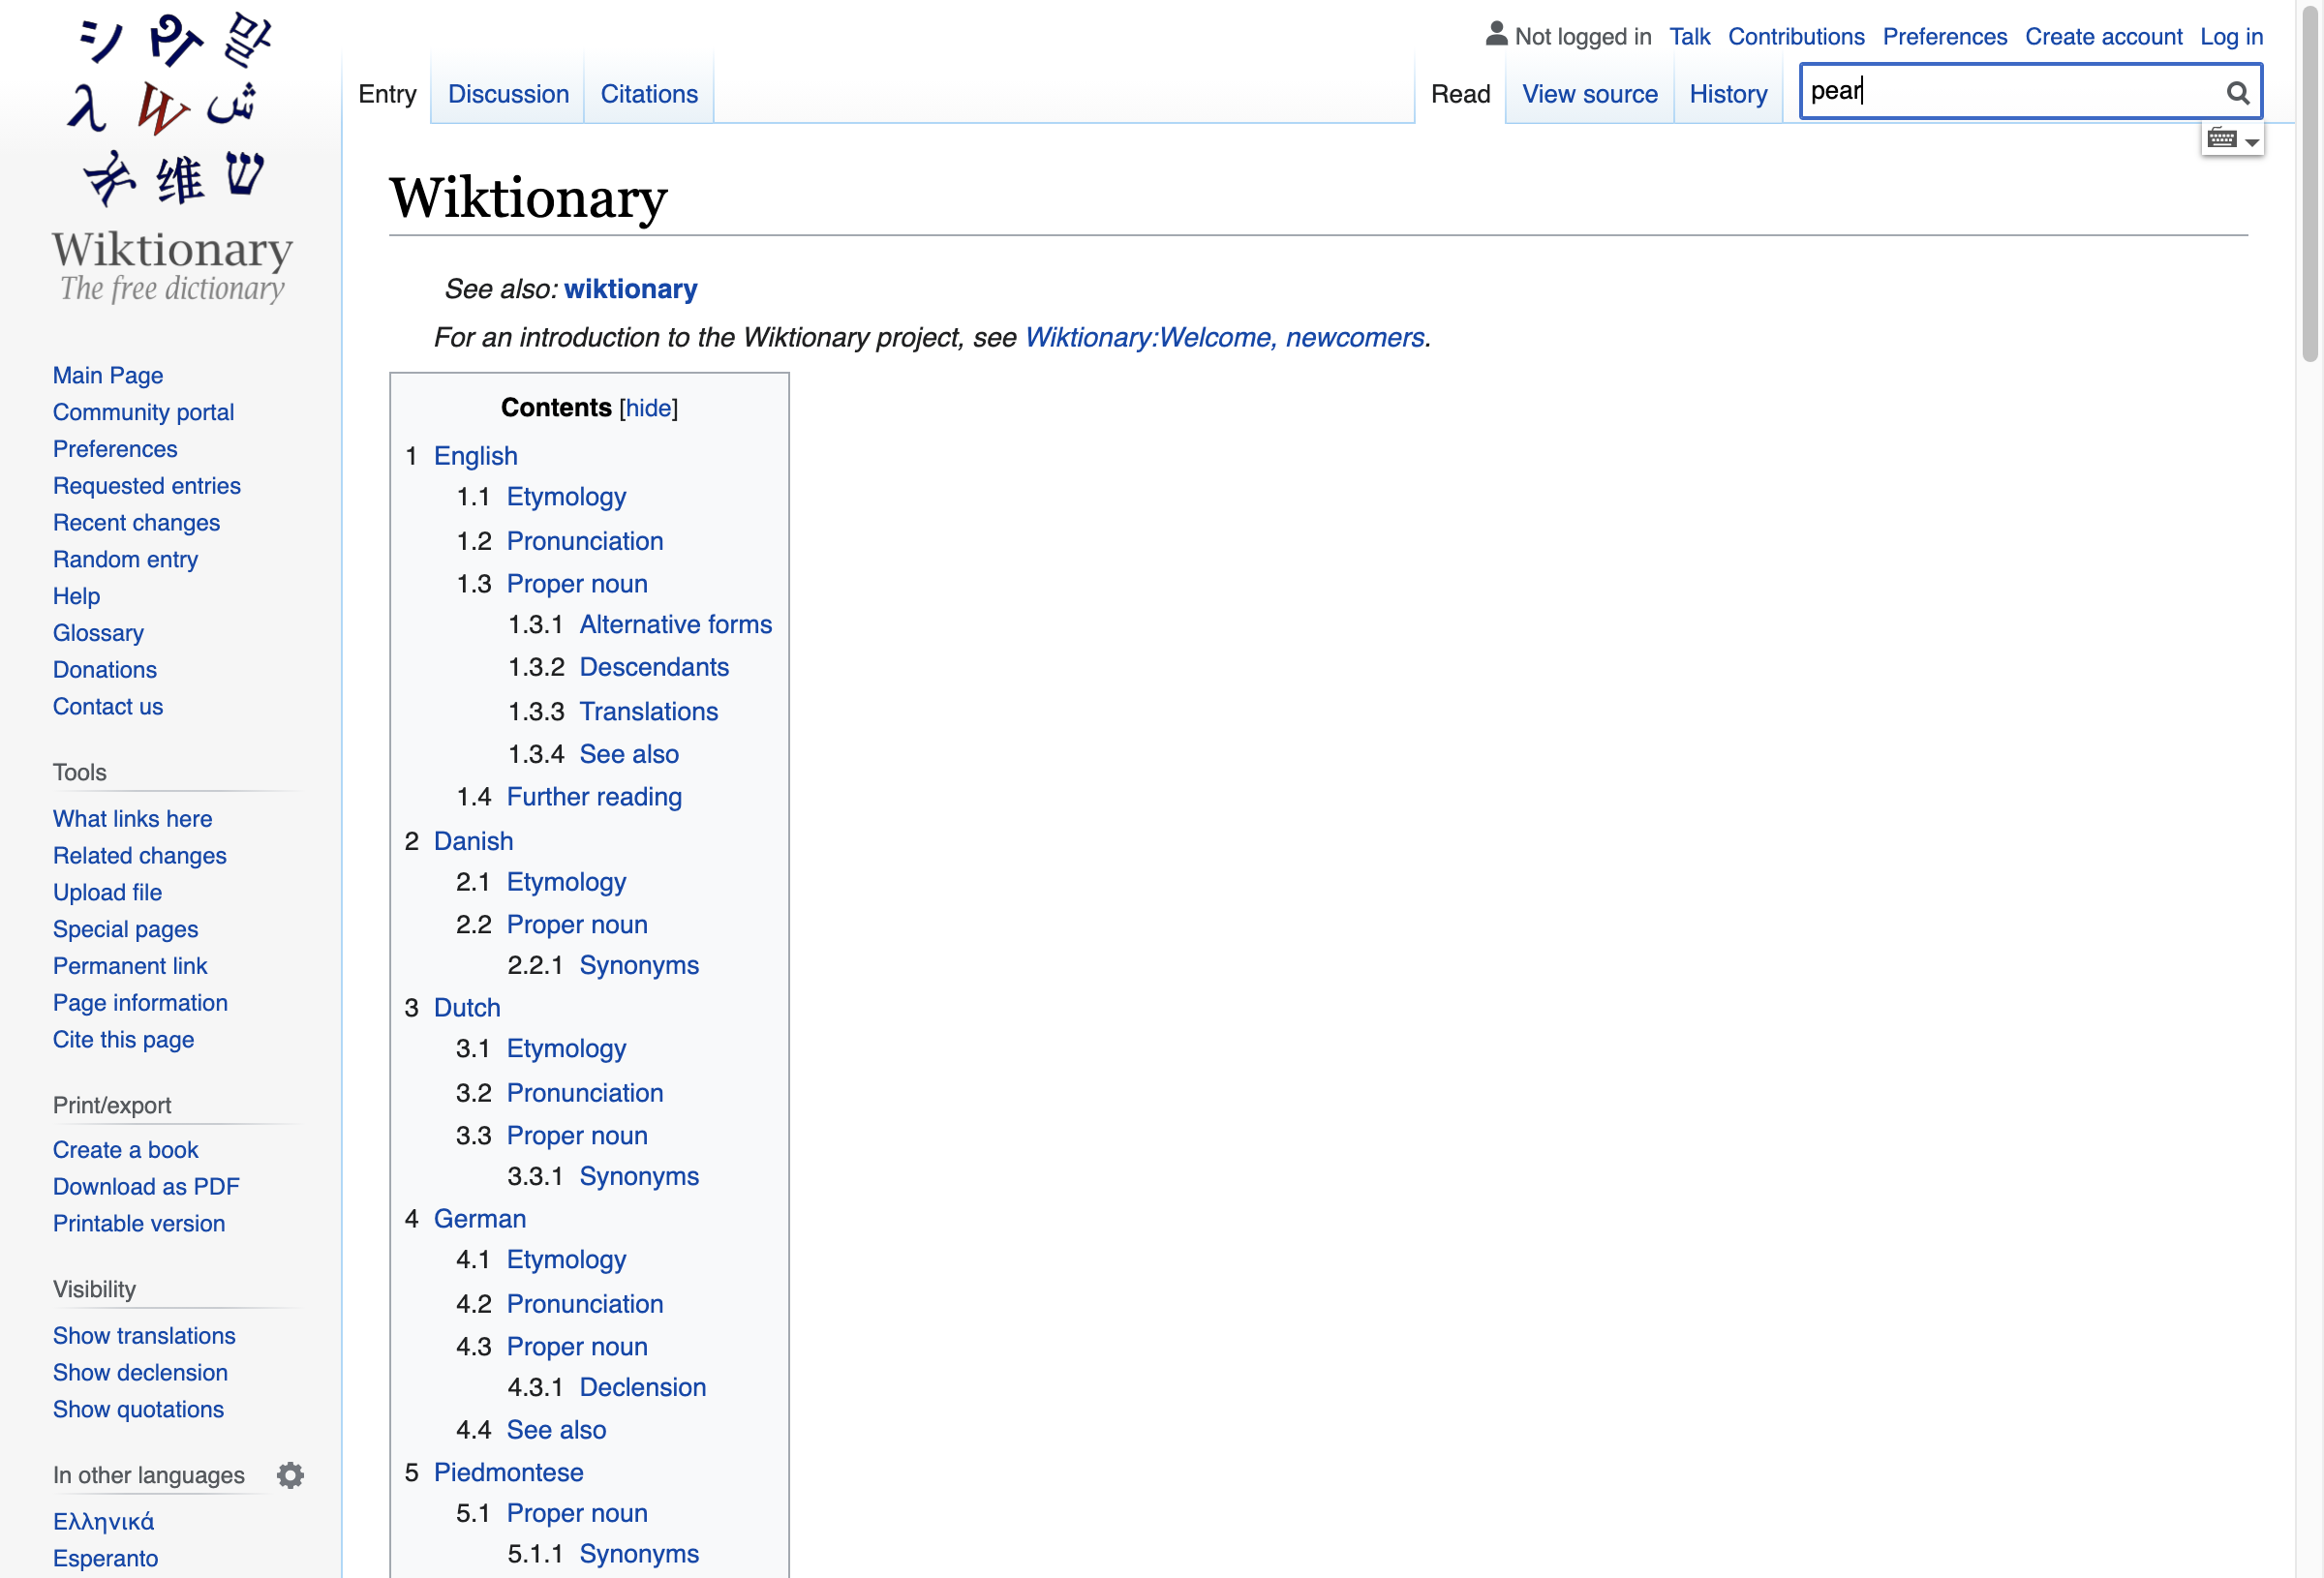 シ や 말
λ W ش
维 ש
Wiktionary
The free dictionary
Not logged in Talk Contributions Preferences Create account Log in
Entry Discussion Citations Read View source History pear
Wiktionary
See also: wiktionary
For an introduction to the Wiktionary project, see Wiktionary:Welcome, newcomers.
Main Page
Community portal
Preferences
Requested entries
Recent changes
Random entry
Help
Glossary
Donations
Contact us
Tools
What links here
Related changes
Upload file
Special pages
Permanent link
Page information
Cite this page
Print/export
Create a book
Download as PDF
Printable version
Visibility
Show translations
Show declension
Show quotations
In other languages
Ελληνικά
Esperanto
Contents [hide]
1 English
1.1 Etymology
1.2 Pronunciation
1.3 Proper noun
1.3.1 Alternative forms
1.3.2 Descendants
1.3.3 Translations
1.3.4 See also
1.4 Further reading
2 Danish
2.1 Etymology
2.2 Proper noun
2.2.1 Synonyms
3 Dutch
3.1 Etymology
3.2 Pronunciation
3.3 Proper noun
3.3.1 Synonyms
4 German
4.1 Etymology
4.2 Pronunciation
4.3 Proper noun
4.3.1 Declension
4.4 See also
5 Piedmontese
5.1 Proper noun
5.1.1 Synonyms